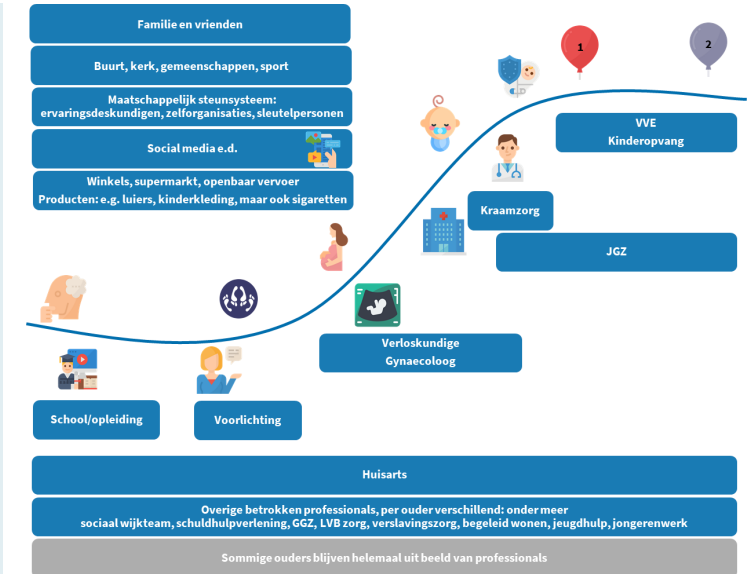 Familie en vrienden
Buurt, kerk, gemeenschappen, sport
Maatschappelijk steunsysteem:
ervaringsdeskundigen, zelforganisaties, sleutelpersonen
Social media e.d.
Winkels, supermarkt, openbaar vervoer
Producten: e.g. luiers, kinderkleding, maar ook sigaretten
1
2
VVE
Kinderopvang
Kraamzorg
JGZ
Verloskundige
Gynaecoloog
School/opleiding
Voorlichting
Huisarts
Overige betrokken professionals, per ouder verschillend: onder meer
sociaal wijkteam, schuldhulpverlening, GGZ, LVB zorg, verslavingszorg, begeleid wonen, jeugdhulp, jongerenwerk
Sommige ouders blijven helemaal uit beeld van professionals